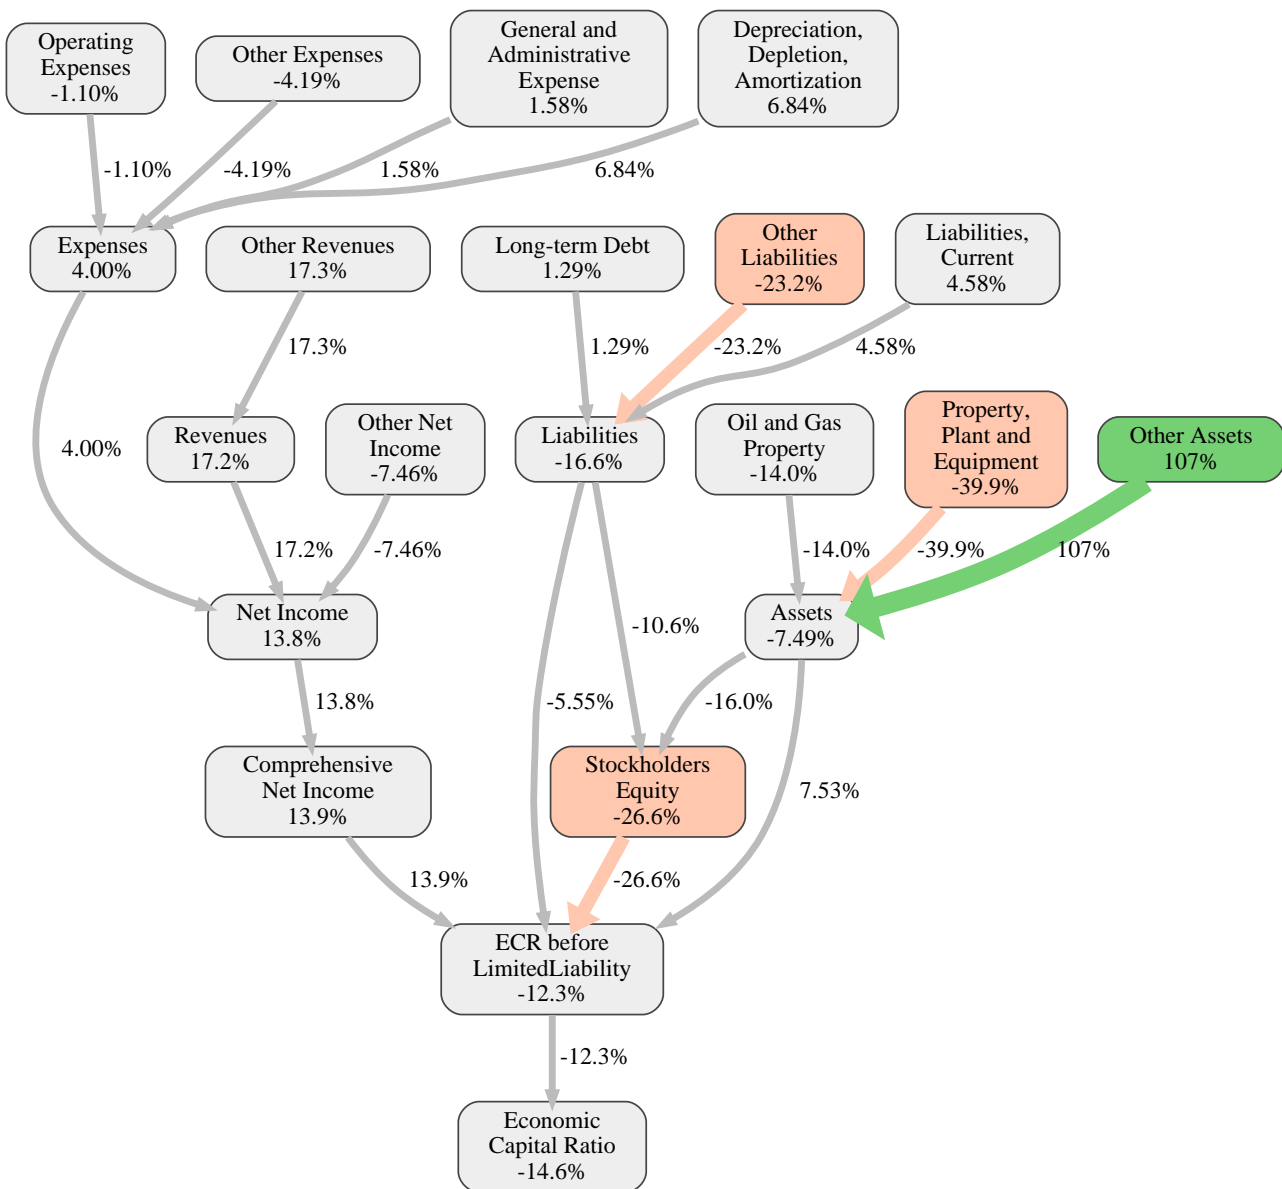 Operating
Expenses
-1.10%
Other Expenses
-4.19%
General and
Administrative
Expense
1.58%
Depreciation,
Depletion,
Amortization
6.84%
-1.10%
-4.19%
1.58%
6.84%
Expenses
4.00%
Other Revenues
17.3%
Long-term Debt
1.29%
Other
Liabilities
-23.2%
Liabilities,
Current
4.58%
17.3%
1.29%
-23.2%
4.58%
4.00%
Revenues
17.2%
Other Net
Income
-7.46%
Liabilities
-16.6%
Oil and Gas
Property
-14.0%
Property,
Plant and
Equipment
-39.9%
Other Assets
107%
17.2%
-7.46%
-14.0%
-39.9%
107%
Net Income
13.8%
-10.6%
Assets
-7.49%
13.8%
-5.55%
-16.0%
Comprehensive
Net Income
13.9%
Stockholders
Equity
-26.6%
7.53%
13.9%
-26.6%
ECR before
LimitedLiability
-12.3%
-12.3%
Economic
Capital Ratio
-14.6%